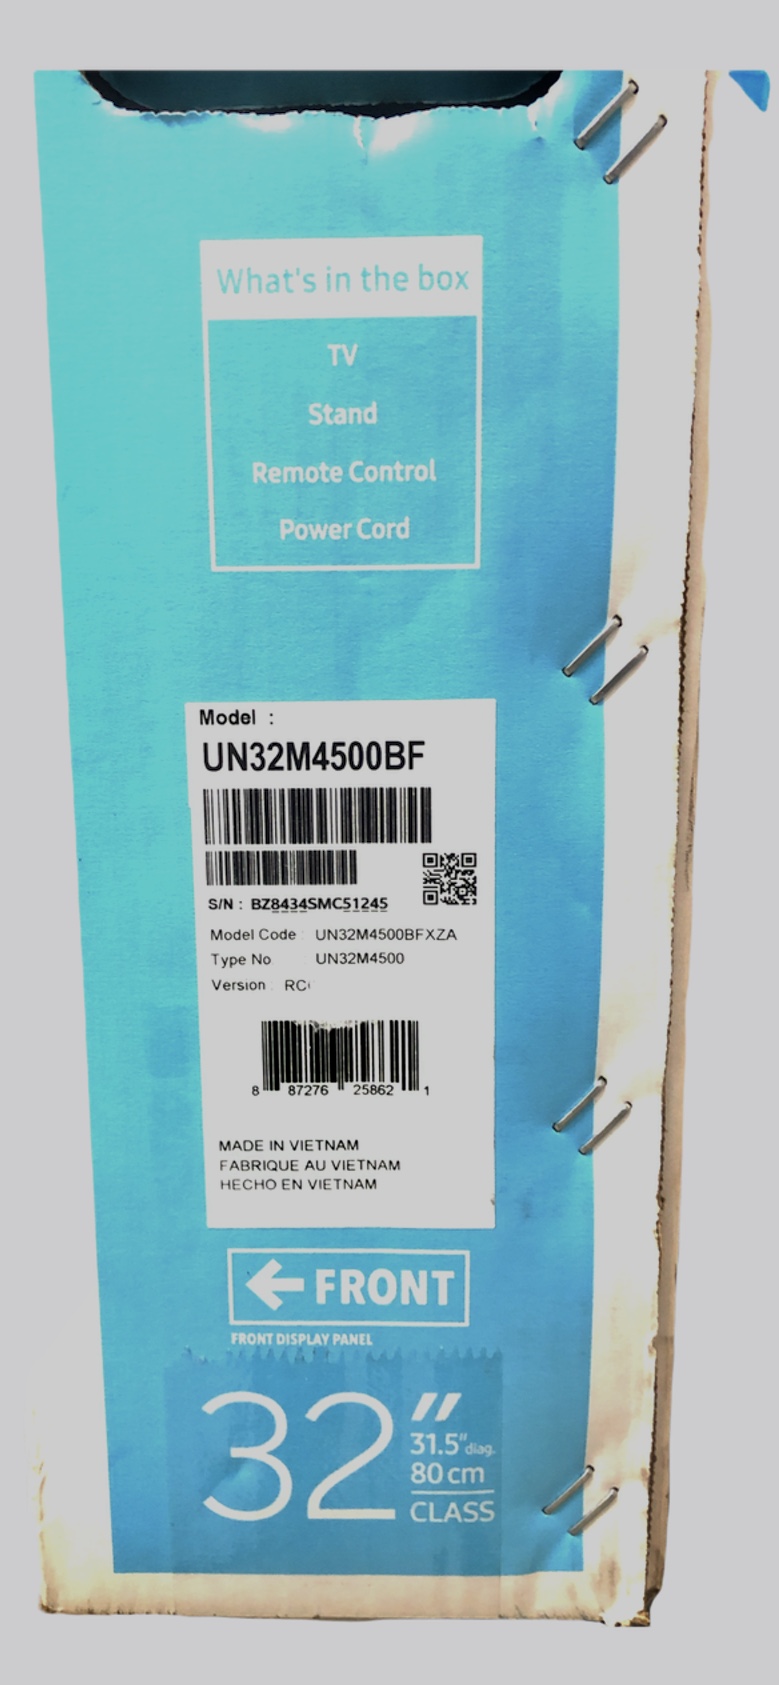 What's in the box
TV
Stand
Remote Control
Power Cord
Model :
UN32M4500BF
S/N : BZ8434SMC51245
Model Code : UN32M4500BFXZA
Type No UN32M4500
Version :
8 87276 25862 1
MADE IN VIETNAM
FABRIQUE AU VIETNAM
HECHO EN VIETNAM
← FRONT
FRONT DISPLAY PANEL
32"
31.5" diag.
80 cm
CLASS